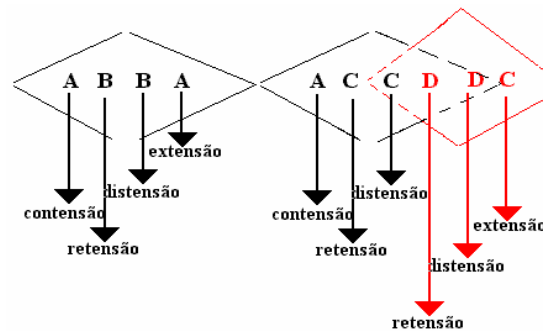 A B B A A C C D D C
extensão
distensão distensão
contensão contensão
extensão
retensão retensão
distensão
retensão